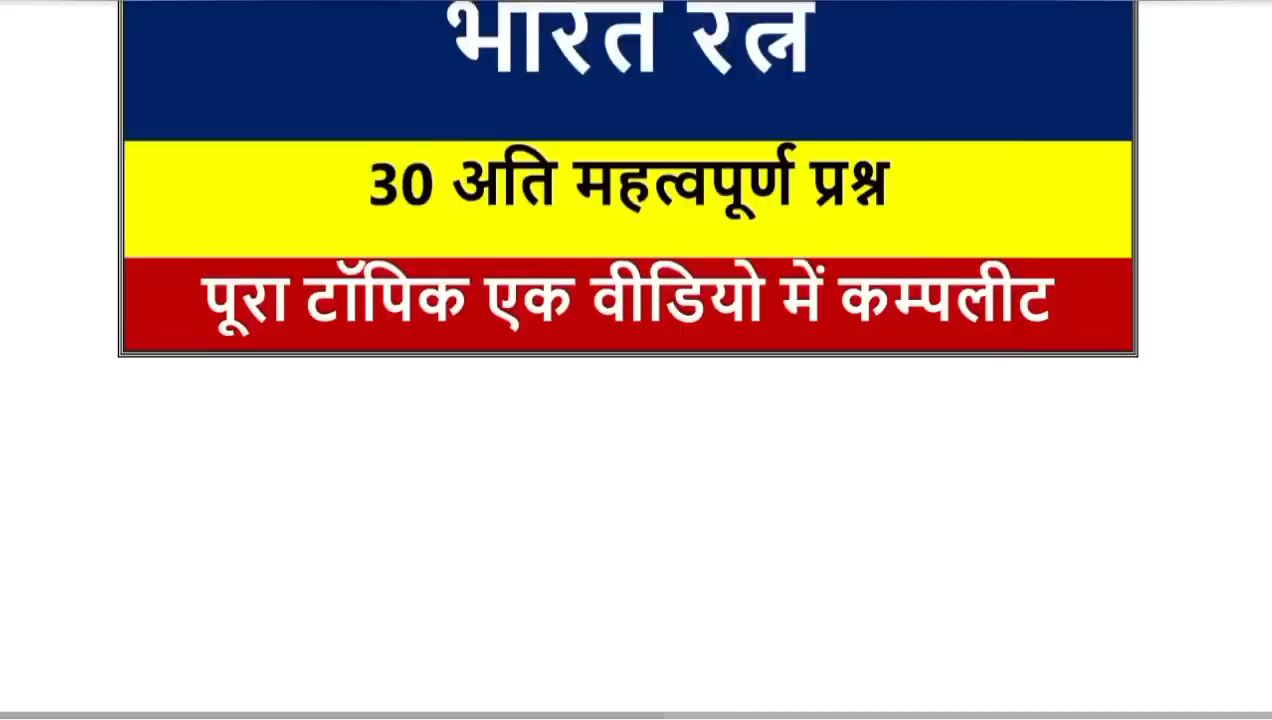 भारत रत्न
30 अति महत्वपूर्ण प्रश्न
पूरा टॉपिक एक वीडियो में कम्पलीट